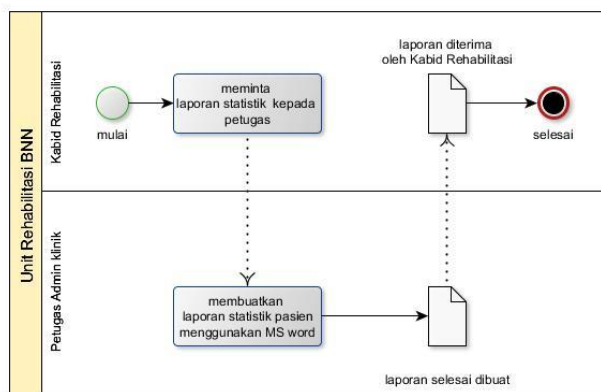 Unit Rehabilitasi BNN
Kabid Rehabilitasi
mulai
meminta
laporan statistik kepada
petugas
laporan diterima
oleh Kabid Rehabilitasi
selesai
Petugas Admin klinik
membuatkan
laporan statistik pasien
menggunakan MS word
laporan selesai dibuat